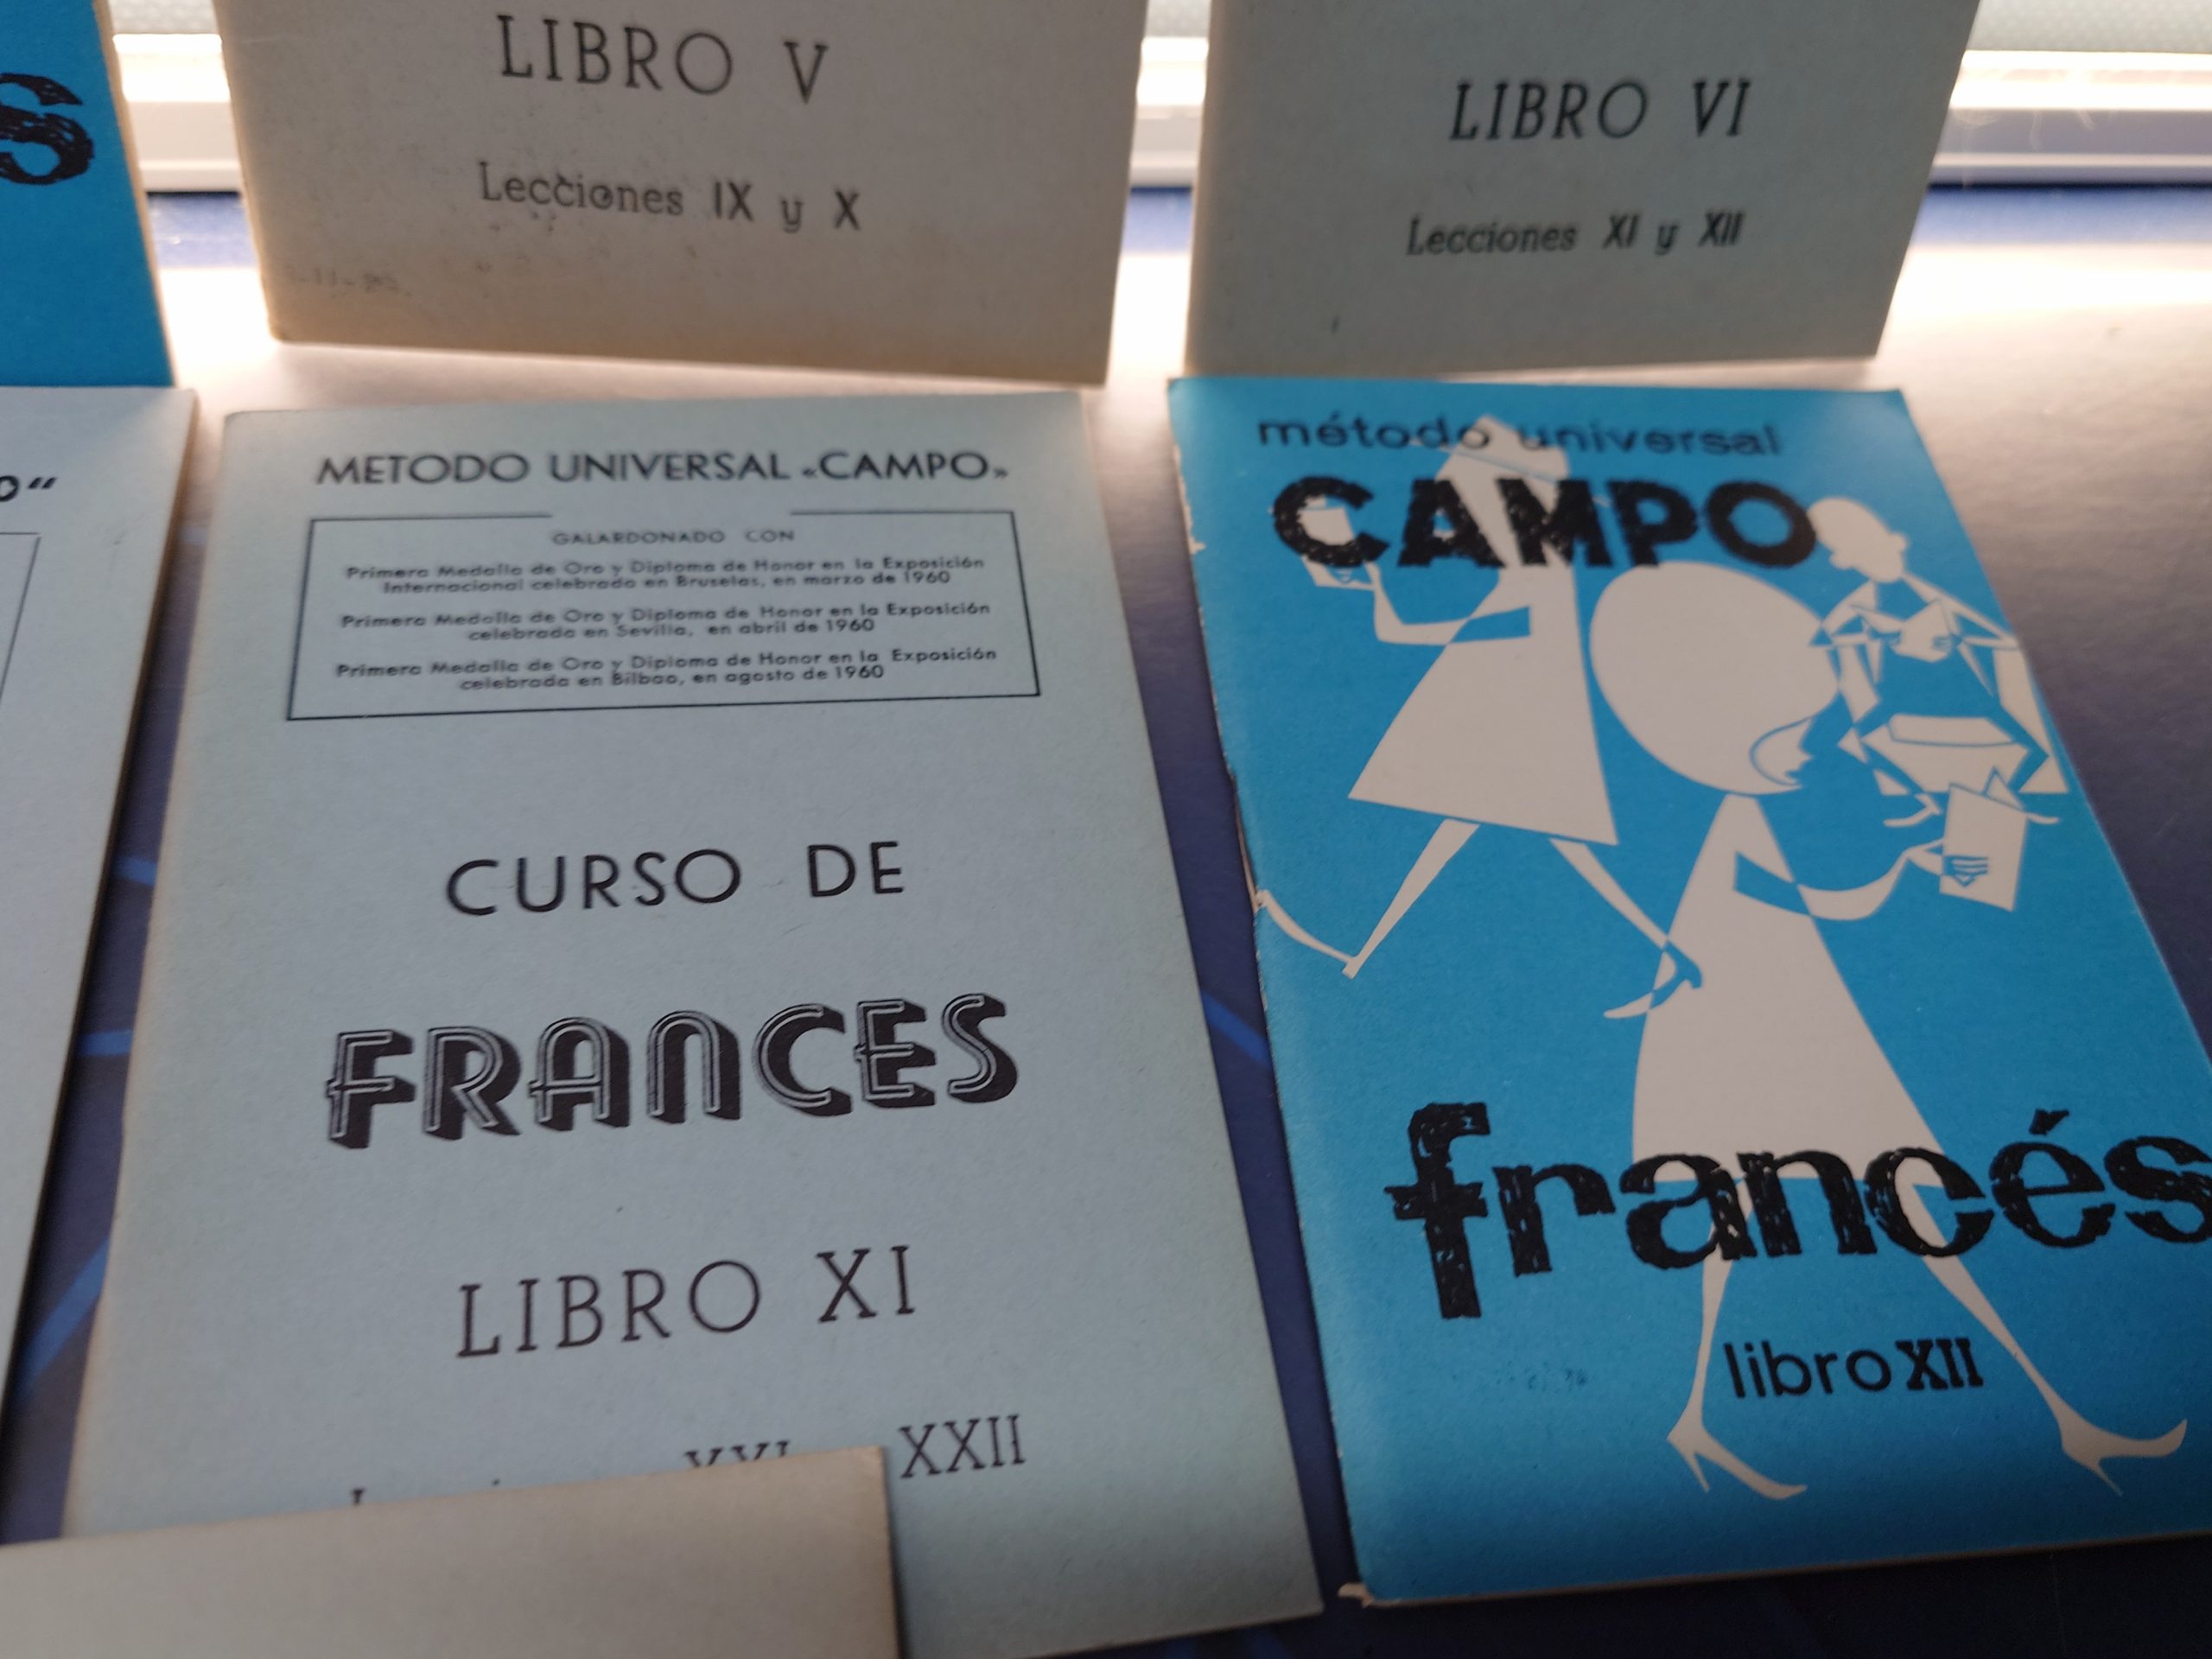 s
LIBRO V
Lecciones IX y X
LIBRO VI
Lecciones XI y XII
O"
METODO UNIVERSAL «CAMPO»
GALARDONADO CON
Primera Medalla de Oro y Diploma de Honor en la Exposición
Internacional celebrada en Bruselas, en marzo de 1960
Primera Medalla de Oro y Diploma de Honor en la Exposición
celebrada en Sevilla, en abril de 1960
Primera Medalla de Oro y Diploma de Honor en la Exposición
celebrada en Bilbao, en agosto de 1960
CURSO DE
FRANCES
LIBRO XI
XXII
método universal
CAMPO
francés
libro XII